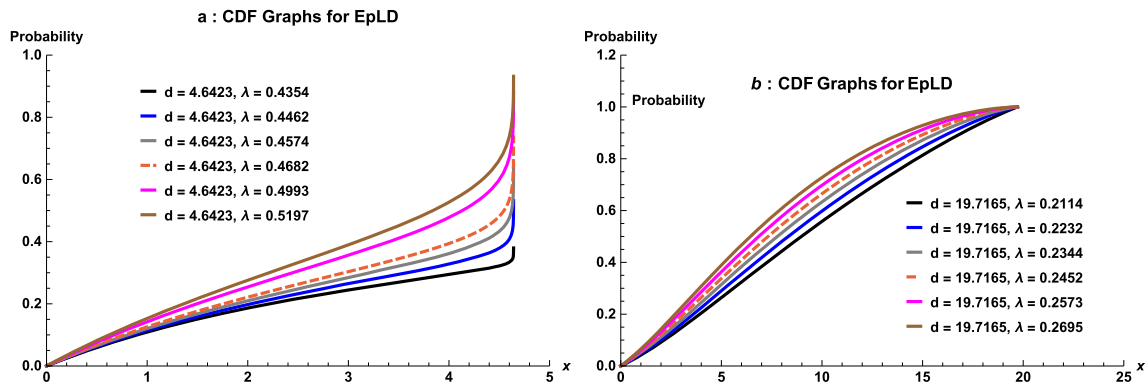 a : CDF Graphs for EpLD
Probability
1.0
0.8
0.6
0.4
0.2
0.0
0 1 2 3 4 5
x
d = 4.6423, λ = 0.4354
d = 4.6423, λ = 0.4462
d = 4.6423, λ = 0.4574
d = 4.6423, λ = 0.4682
d = 4.6423, λ = 0.4993
d = 4.6423, λ = 0.5197
Probability
b : CDF Graphs for EpLD
Probability
1.2
1.0
0.8
0.6
0.4
0.2
0.0
0 5 10 15 20 25
x
d = 19.7165, λ = 0.2114
d = 19.7165, λ = 0.2232
d = 19.7165, λ = 0.2344
d = 19.7165, λ = 0.2452
d = 19.7165, λ = 0.2573
d = 19.7165, λ = 0.2695